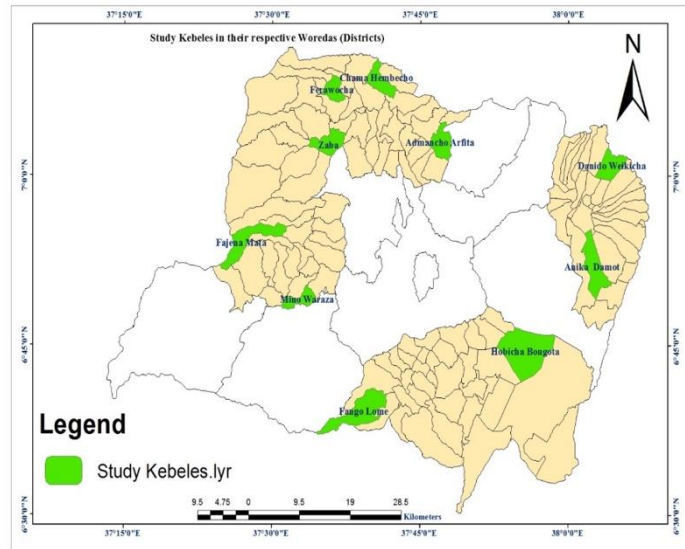 37°15'0"E 37°30'0"E 37°45'0"E 38°0'0"E
Study Kebeles in their respective Woredas (Districts)
N
Chama Hembecho
Ferawocha
Zaba
Admancho Arfita
Danido Weikicha
7°0'0"N 7°0'0"N
Fajena Mata
Anika Damot
Mino Waraza
6°45'0"N 6°45'0"N
Hobicha Bongota
Fango Lome
Legend
Study Kebeles.lyr
9.5 4.75 0 9.5 19 28.5
Kilometers
6°30'0"N 6°30'0"N
37°15'0"E 37°30'0"E 37°45'0"E 38°0'0"E